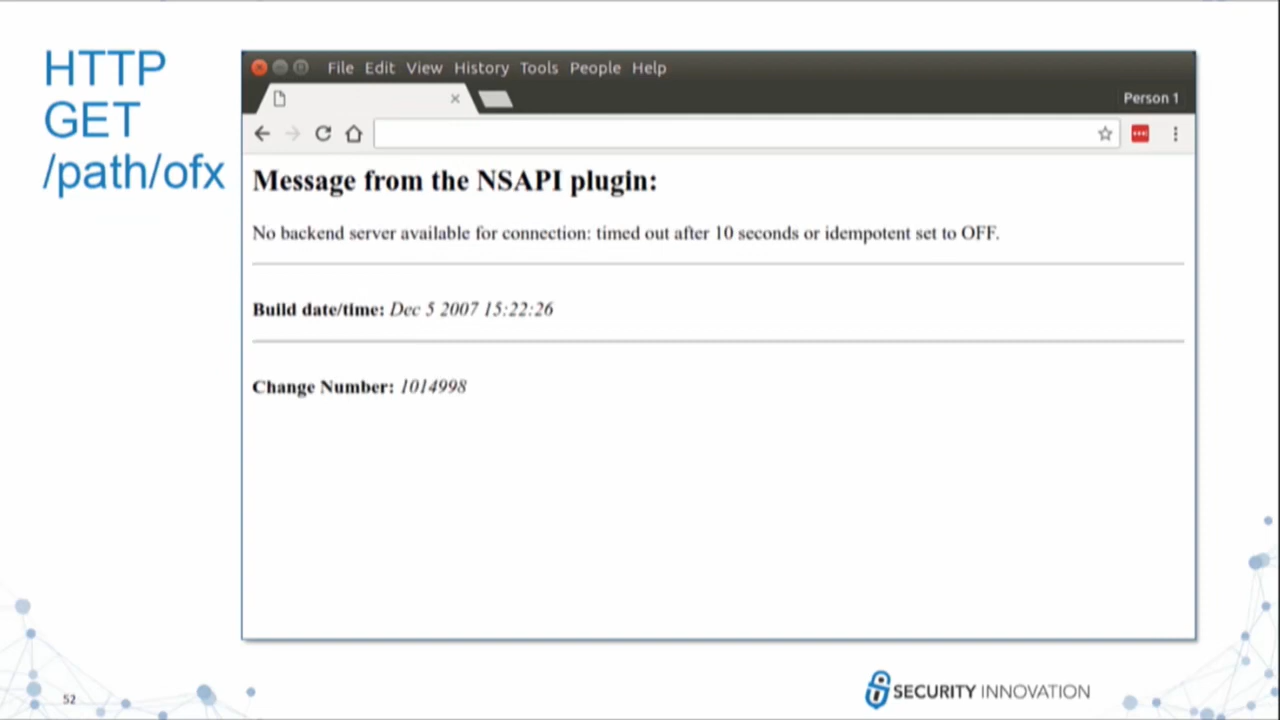 HTTP
GET
/path/ofx
File Edit View History Tools People Help
Person 1
Message from the NSAPI plugin:
No backend server available for connection: timed out after 10 seconds or idempotent set to OFF.
Build date/time: Dec 5 2007 15:22:26
Change Number: 1014998
52
SECURITY INNOVATION